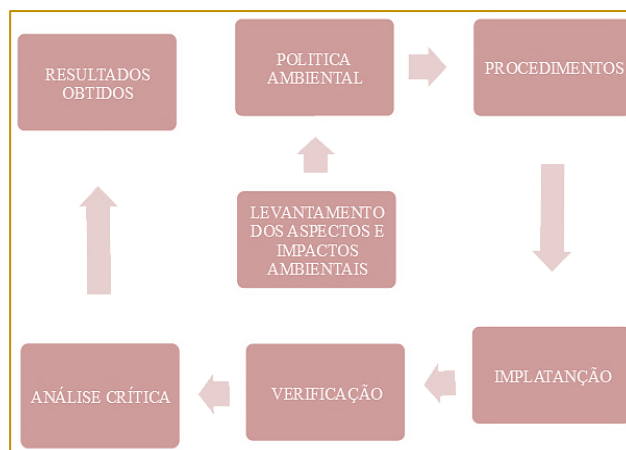 RESULTADOS
OBTIDOS
POLITICA
AMBIENTAL
PROCEDIMENTOS
LEVANTAMENTO
DOS ASPECTOS E
IMPACTOS
AMBIENTAIS
ANÁLISE CRÍTICA
VERIFICAÇÃO
IMPLATANÇÃO